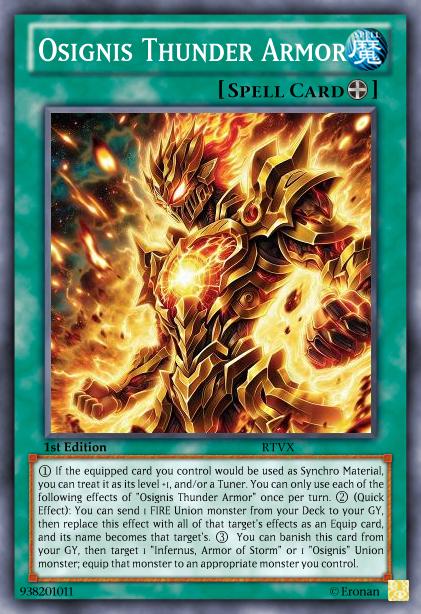 OSIGNIS THUNDER ARMOR
SPELL
魔
[SPELL CARD]
1st Edition
RTVX
① If the equipped card you control would be used as Synchro Material,
you can treat it as its level +1, and/or a Tuner. You can only use each of the
following effects of "Osignis Thunder Armor" once per turn. ② (Quick
Effect): You can send 1 FIRE Union monster from your Deck to your GY,
then replace this effect with all of that target's effects as an Equip card,
and its name becomes that target's. ③ You can banish this card from
your GY, then target 1 "Infernus, Armor of Storm" or 1 "Osignis" Union
monster; equip that monster to an appropriate monster you control.
938201011
©Eronan